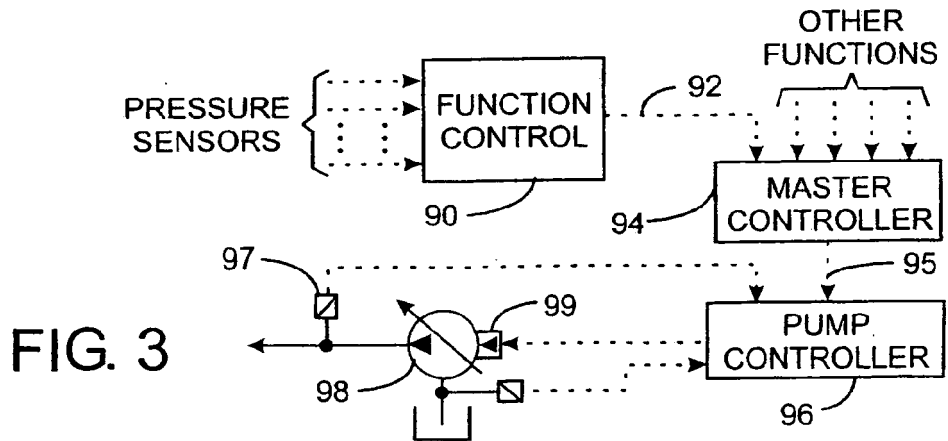 OTHER
FUNCTIONS
PRESSURE
SENSORS
FUNCTION
CONTROL
92
90
94
MASTER
CONTROLLER
97
95
99
PUMP
CONTROLLER
FIG. 3
98
96